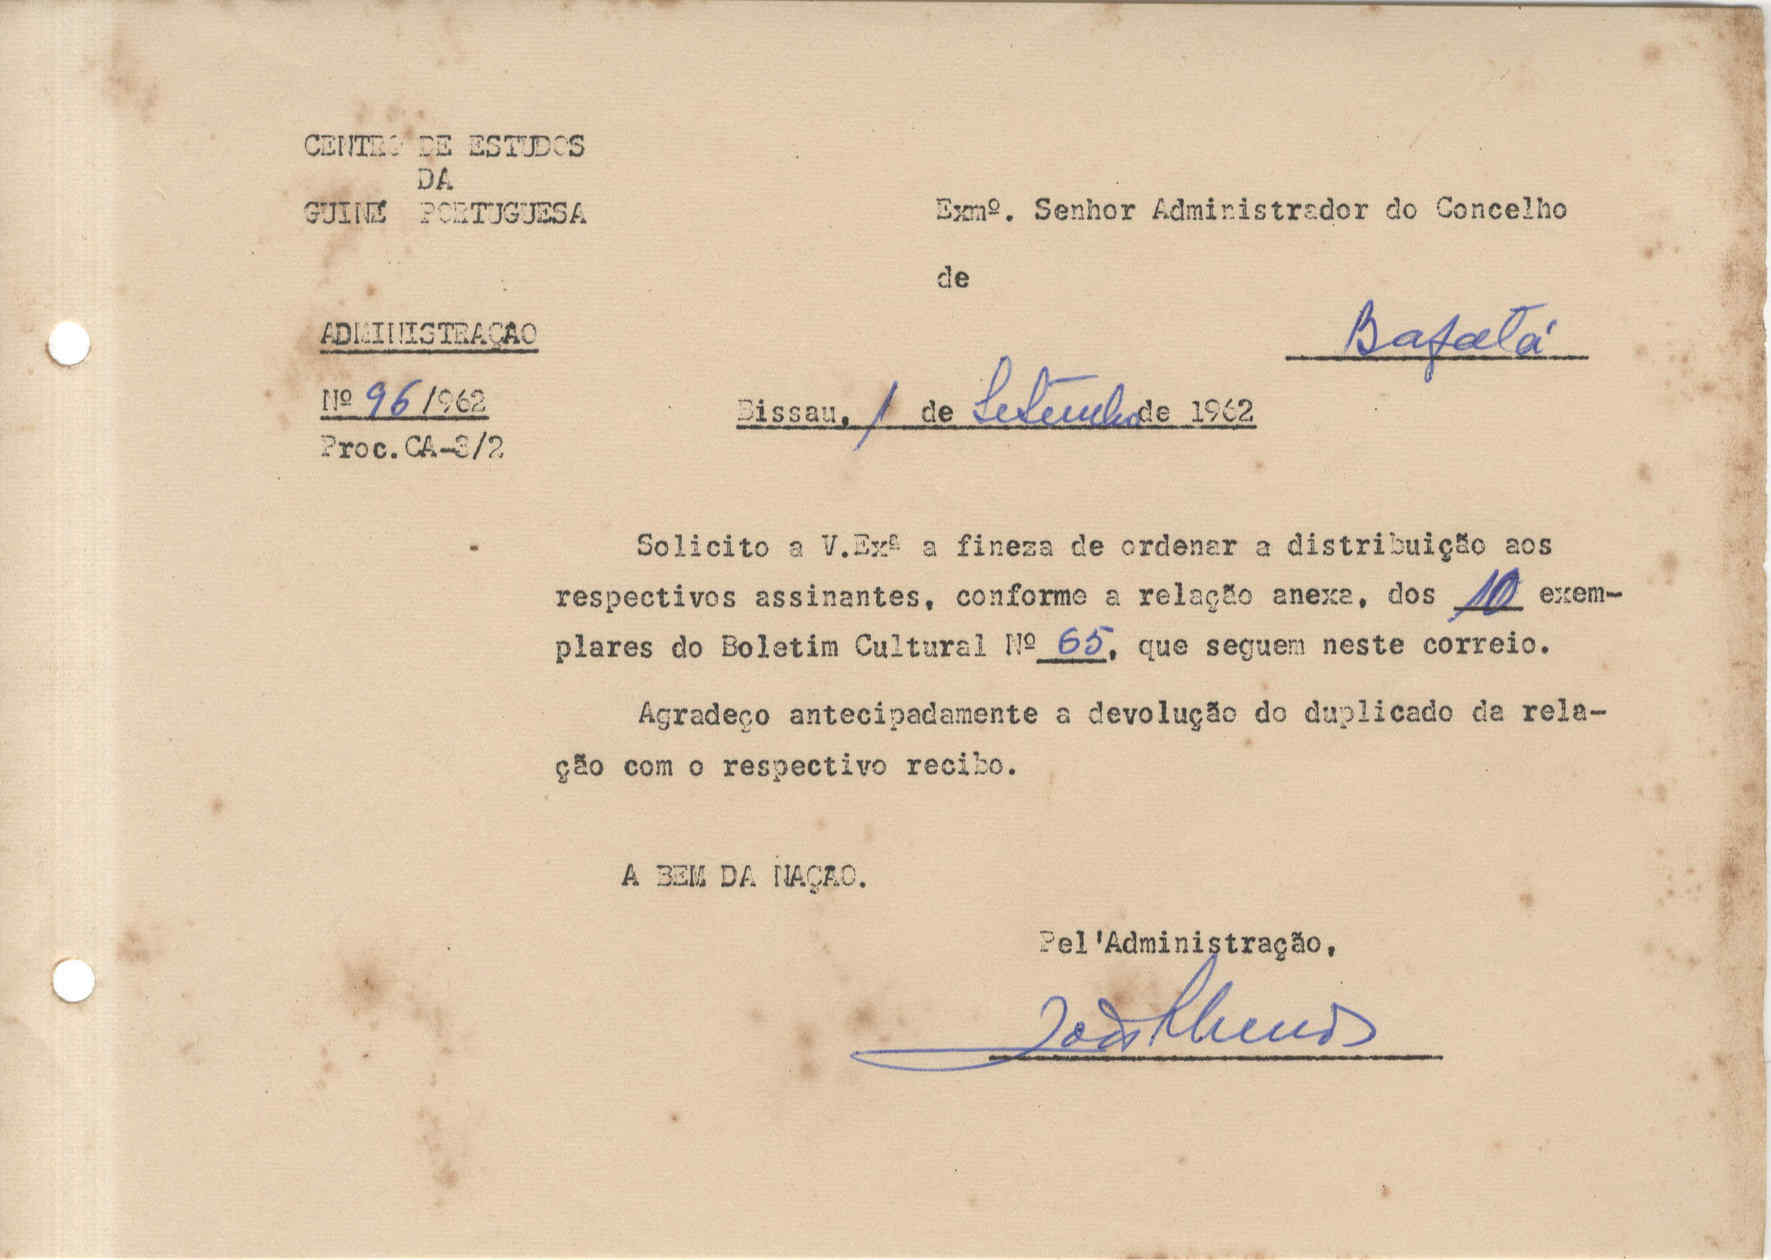 CENTRO DE ESTUDOS
DA
GUINÉ PORTUGUESA
Exmº. Senhor Administrador do Concelho
de
Bafatá
ADMINISTRAÇÃO
Nº 96/962
Proc.CA-3/2
Bissau, 1 de Setembro de 1962
Solicito a V.Exª a fineza de ordenar a distribuição aos
respectivos assinantes, conforme a relação anexa, dos 10 exem-
plares do Boletim Cultural Nº 65, que seguem neste correio.
Agradeço antecipadamente a devolução do duplicado da rela-
ção com o respectivo recibo.
A BEM DA NAÇÃO.
Pel'Administração,